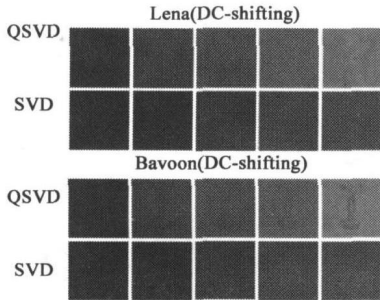 Lena(DC-shifting)
QSVD
SVD
Bavoon(DC-shifting)
QSVD
SVD